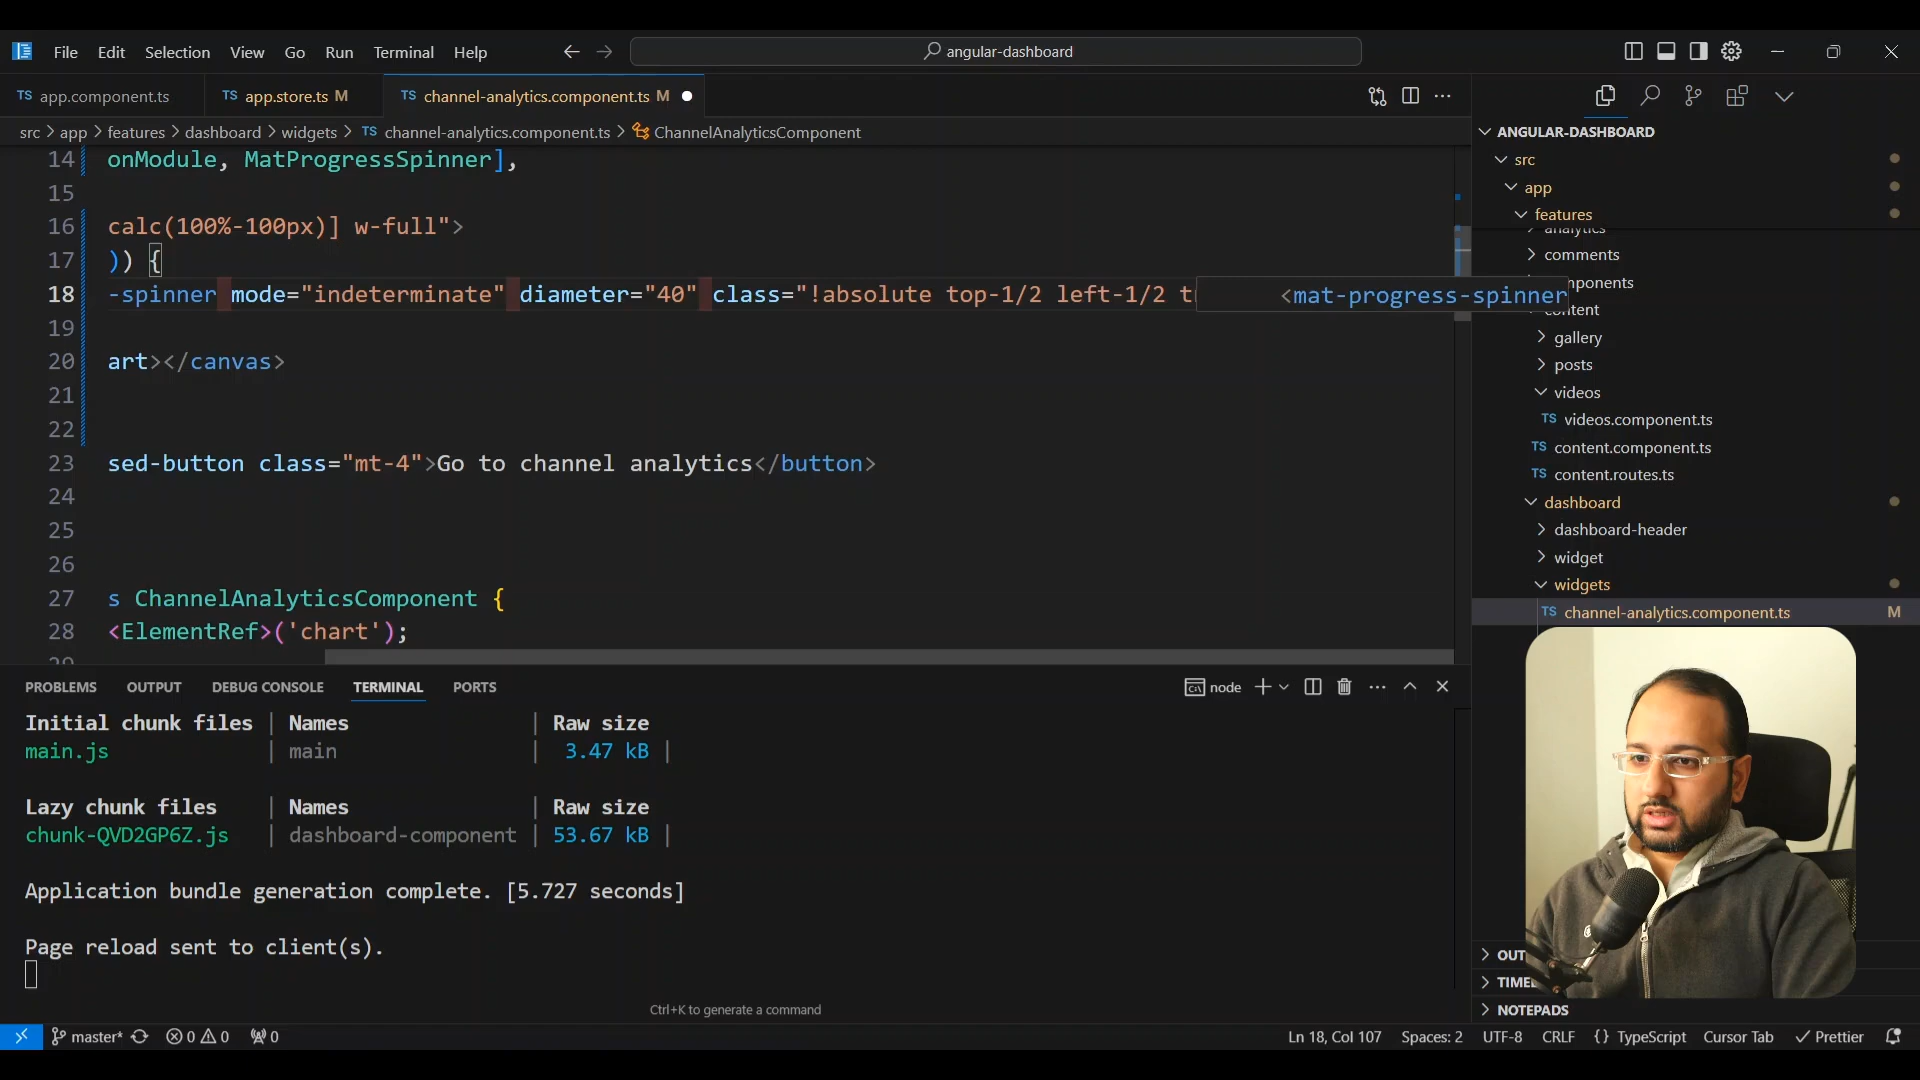 File Edit Selection View Go Run Terminal Help
angular-dashboard
TS app.component.ts
TS app.store.ts M
TS channel-analytics.component.ts M
src > app > features > dashboard > widgets > TS channel-analytics.component.ts > ChannelAnalyticsComponent
14 onModule, MatProgressSpinner],
15
16 calc(100%-100px)] w-full">
17 )) {
18 -spinner mode="indeterminate" diameter="40" class="!absolute top-1/2 left-1/2 t
<mat-progress-spinner
19
20 art></canvas>
21
22
23 sed-button class="mt-4">Go to channel analytics</button>
24
25
26
27 s ChannelAnalyticsComponent {
28 <ElementRef>('chart');
29
PROBLEMS OUTPUT DEBUG CONSOLE TERMINAL PORTS
node
Initial chunk files | Names | Raw size
main.js | main | 3.47 kB |
Lazy chunk files | Names | Raw size
chunk-QVD2GP6Z.js | dashboard-component | 53.67 kB |
Application bundle generation complete. [5.727 seconds]
Page reload sent to client(s).
Ctrl+K to generate a command
ANGULAR-DASHBOARD
src
app
features
analytics
comments
mponents
content
gallery
posts
videos
TS videos.component.ts
TS content.component.ts
TS content.routes.ts
dashboard
dashboard-header
widget
widgets
TS channel-analytics.component.ts M
OUT
TIME
NOTEPADS
master* 0 0 0
Ln 18, Col 107 Spaces: 2 UTF-8 CRLF {} TypeScript Cursor Tab Prettier